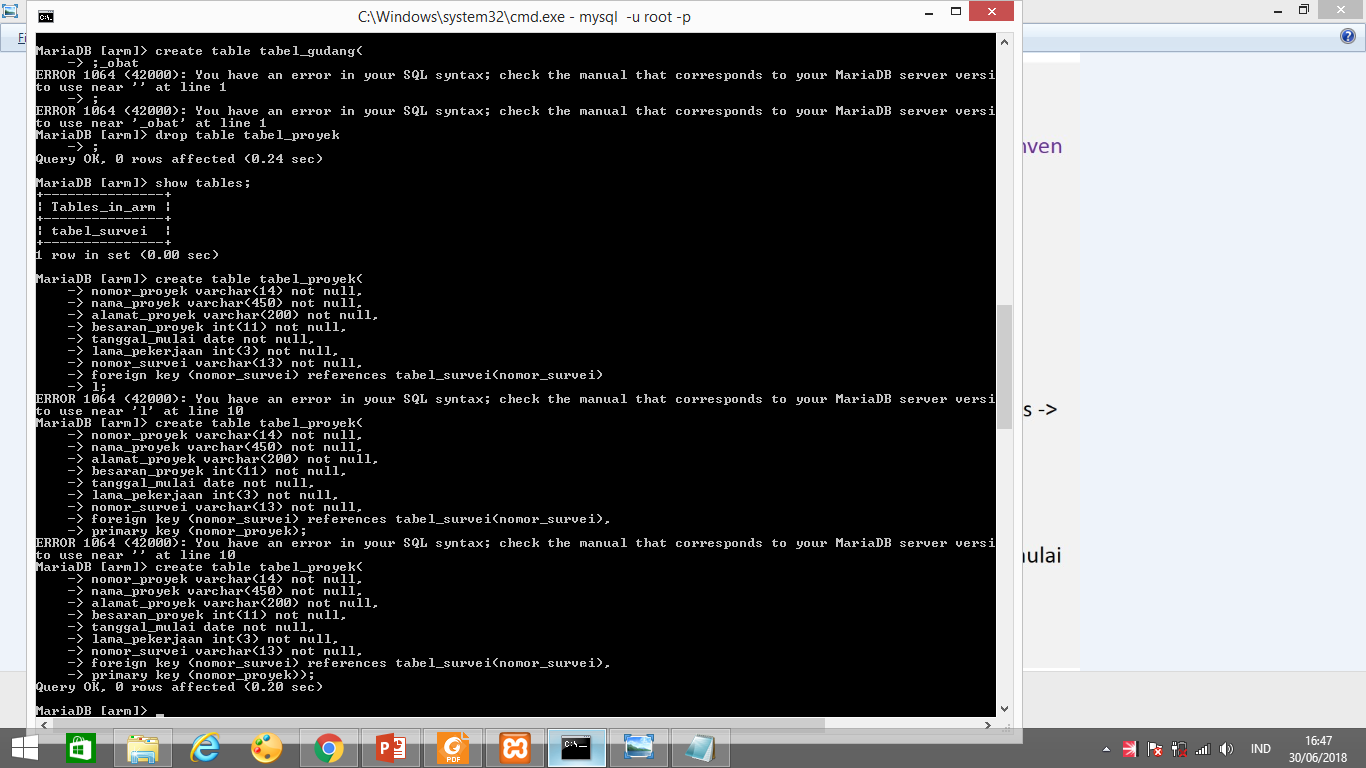 C:\Windows\system32\cmd.exe - mysql  -u root -p
MariaDB [arm]> create table tabel_gudang(
    -> ;_obat
ERROR 1064 (42000): You have an error in your SQL syntax; check the manual that corresponds to your MariaDB server versi
to use near '' at line 1
    -> ;
ERROR 1064 (42000): You have an error in your SQL syntax; check the manual that corresponds to your MariaDB server versi
to use near '_obat' at line 1
MariaDB [arm]> drop table tabel_proyek
    -> ;
Query OK, 0 rows affected (0.24 sec)
MariaDB [arm]> show tables;
+---------------+
| Tables_in_arm |
+---------------+
| tabel_survei  |
+---------------+
1 row in set (0.00 sec)
MariaDB [arm]> create table tabel_proyek(
    -> nomor_proyek varchar(14) not null,
    -> nama_proyek varchar(450) not null,
    -> alamat_proyek varchar(200) not null,
    -> besaran_proyek int(11) not null,
    -> tanggal_mulai date not null,
    -> lama_pekerjaan int(3) not null,
    -> nomor_survei varchar(13) not null,
    -> foreign key (nomor_survei) references tabel_survei(nomor_survei)
    -> l;
ERROR 1064 (42000): You have an error in your SQL syntax; check the manual that corresponds to your MariaDB server versi
to use near 'l' at line 10
MariaDB [arm]> create table tabel_proyek(
    -> nomor_proyek varchar(14) not null,
    -> nama_proyek varchar(450) not null,
    -> alamat_proyek varchar(200) not null,
    -> besaran_proyek int(11) not null,
    -> tanggal_mulai date not null,
    -> lama_pekerjaan int(3) not null,
    -> nomor_survei varchar(13) not null,
    -> foreign key (nomor_survei) references tabel_survei(nomor_survei),
    -> primary key (nomor_proyek);
ERROR 1064 (42000): You have an error in your SQL syntax; check the manual that corresponds to your MariaDB server versi
to use near '' at line 10
MariaDB [arm]> create table tabel_proyek(
    -> nomor_proyek varchar(14) not null,
    -> nama_proyek varchar(450) not null,
    -> alamat_proyek varchar(200) not null,
    -> besaran_proyek int(11) not null,
    -> tanggal_mulai date not null,
    -> lama_pekerjaan int(3) not null,
    -> nomor_survei varchar(13) not null,
    -> foreign key (nomor_survei) references tabel_survei(nomor_survei),
    -> primary key (nomor_proyek));
Query OK, 0 rows affected (0.20 sec)
MariaDB [arm]> _
s ->
IND
16:47
30/06/2018